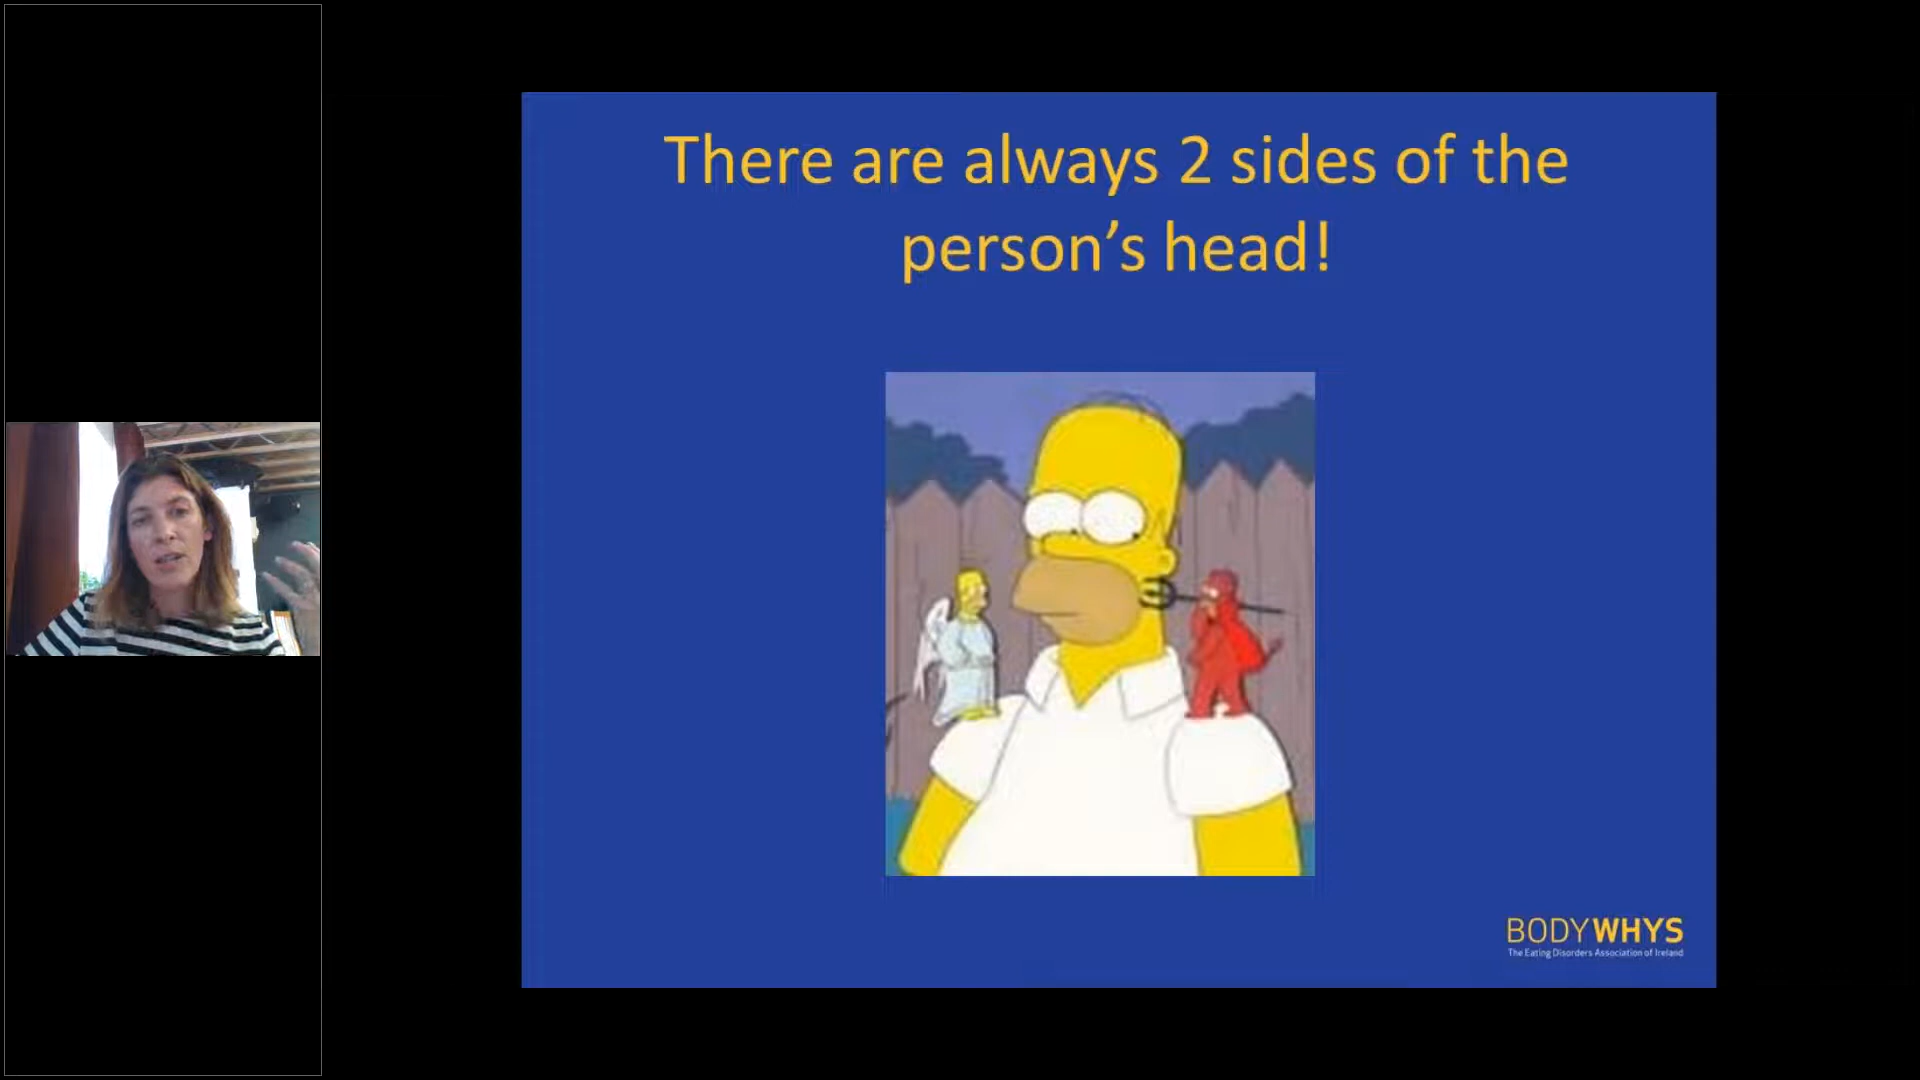 There are always 2 sides of the
person’s head!
BODYWHYS
The Eating Disorders Association of Ireland